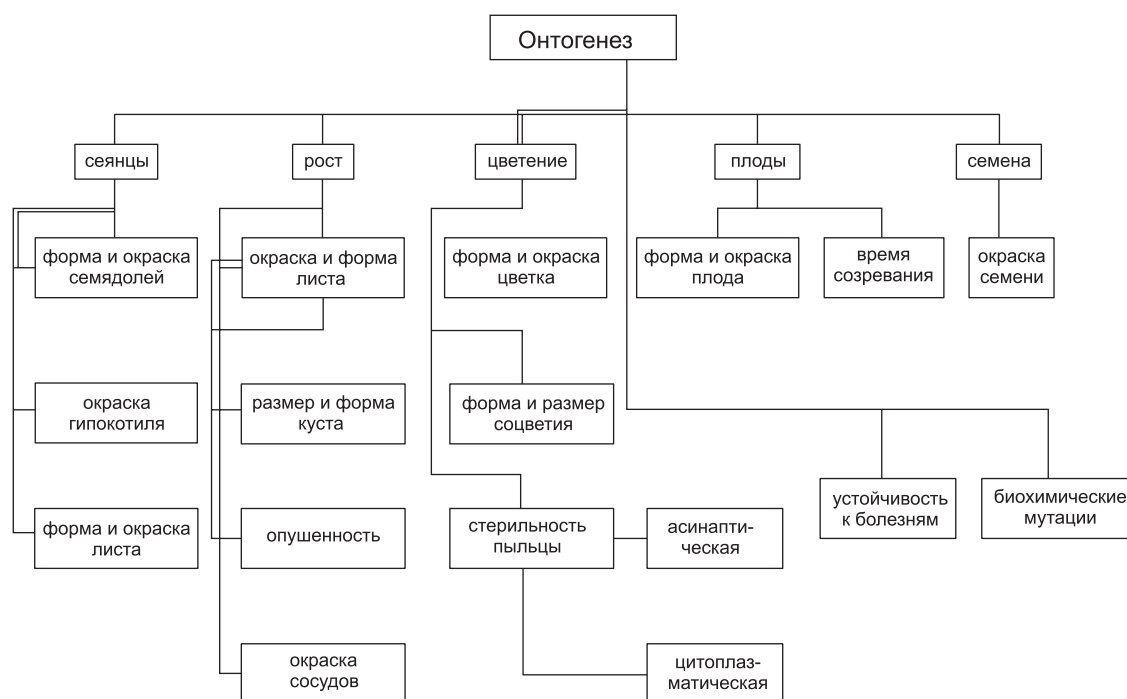 Онтогенез
сеянцы
рост
цветение
плоды
семена
форма и окраска
семядолей
окраска и форма
листа
форма и окраска
цветка
форма и окраска
плода
время
созревания
окраска
семени
окраска
гипокотиля
размер и форма
куста
форма и размер
соцветия
форма и окраска
листа
опушенность
стерильность
пыльцы
асинапти-
ческая
устойчивость
к болезням
биохимические
мутации
окраска
сосудов
цитоплаз-
матическая